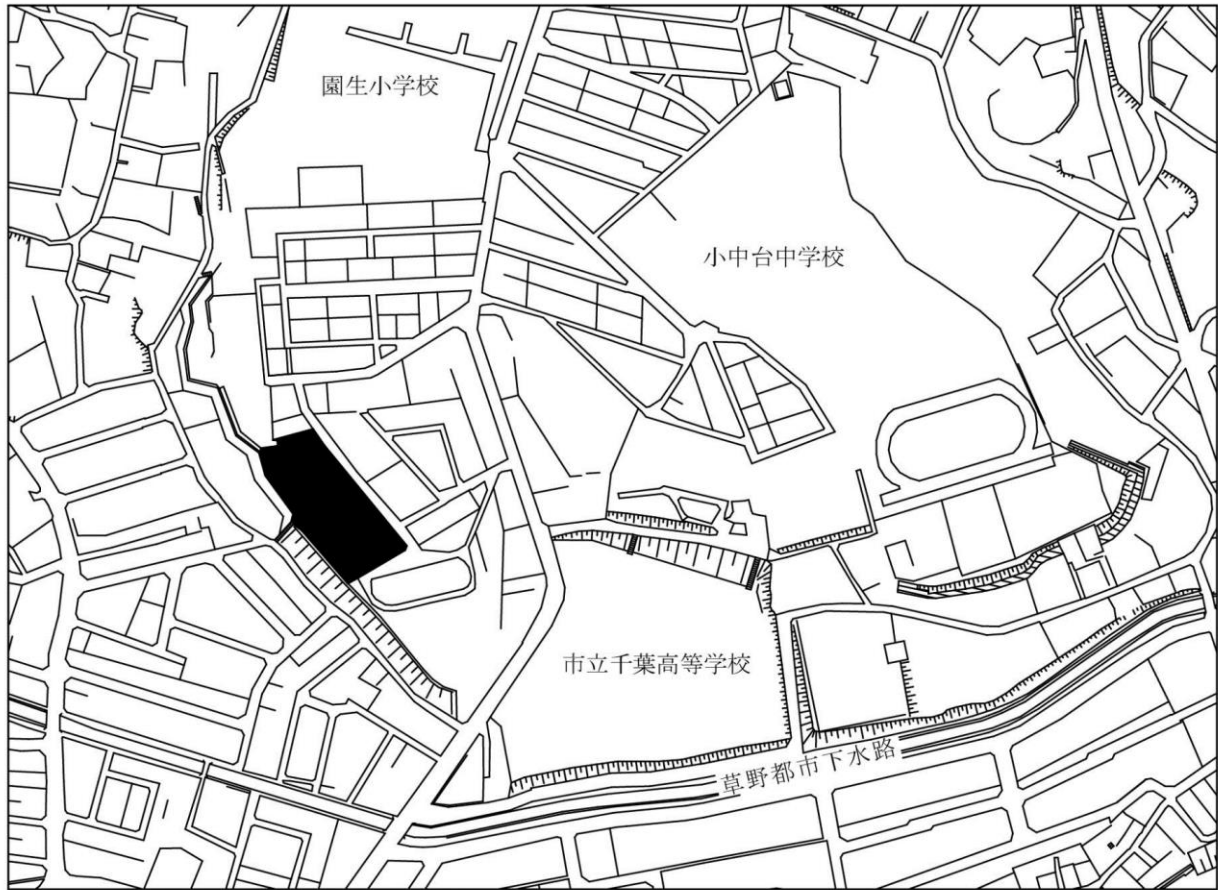 園生小学校
小中台中学校
市立千葉高等学校
草野都市下水路